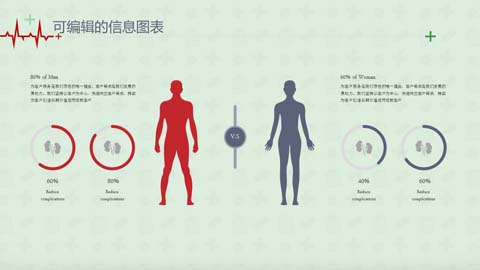 可编辑的信息图表
80% of Man
为客户服务是我们存在的唯一理由,客户需求是我们发展的
原动力。我们坚持以客户为中心,快速响应客户需求,持续
为客户创造长期价值进而成就客户
60%
Reduce
complications
80%
Reduce
complications
V.S
60% of Woman
为客户服务是我们存在的唯一理由,客户需求是我们发展的
原动力。我们坚持以客户为中心,快速响应客户需求,持续
为客户创造长期价值进而成就客户
40%
Reduce
complications
60%
Reduce
complications